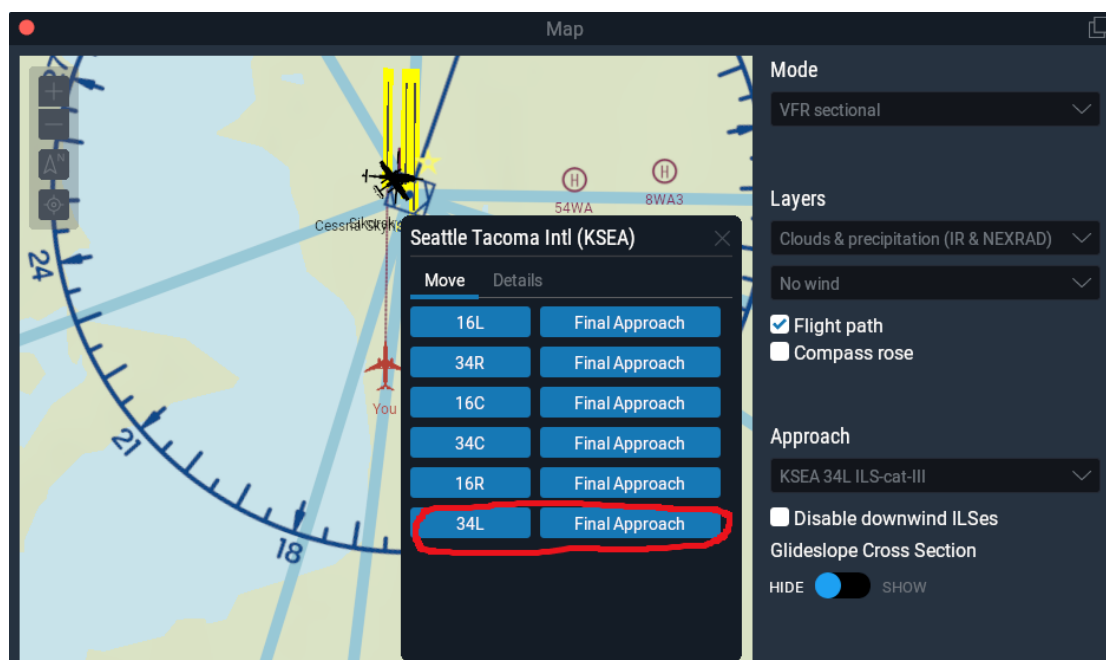 Map
Mode
VFR sectional
Layers
Clouds & precipitation (IR & NEXRAD)
No wind
Flight path
Compass rose
Approach
KSEA 34L ILS-cat-III
Disable downwind ILSes
Glideslope Cross Section
HIDE SHOW
N
54WA
8WA3
H
H
Cessna
You
24
21
18
Seattle Tacoma Intl (KSEA)
Move Details
16L Final Approach
34R Final Approach
16C Final Approach
34C Final Approach
16R Final Approach
34L Final Approach